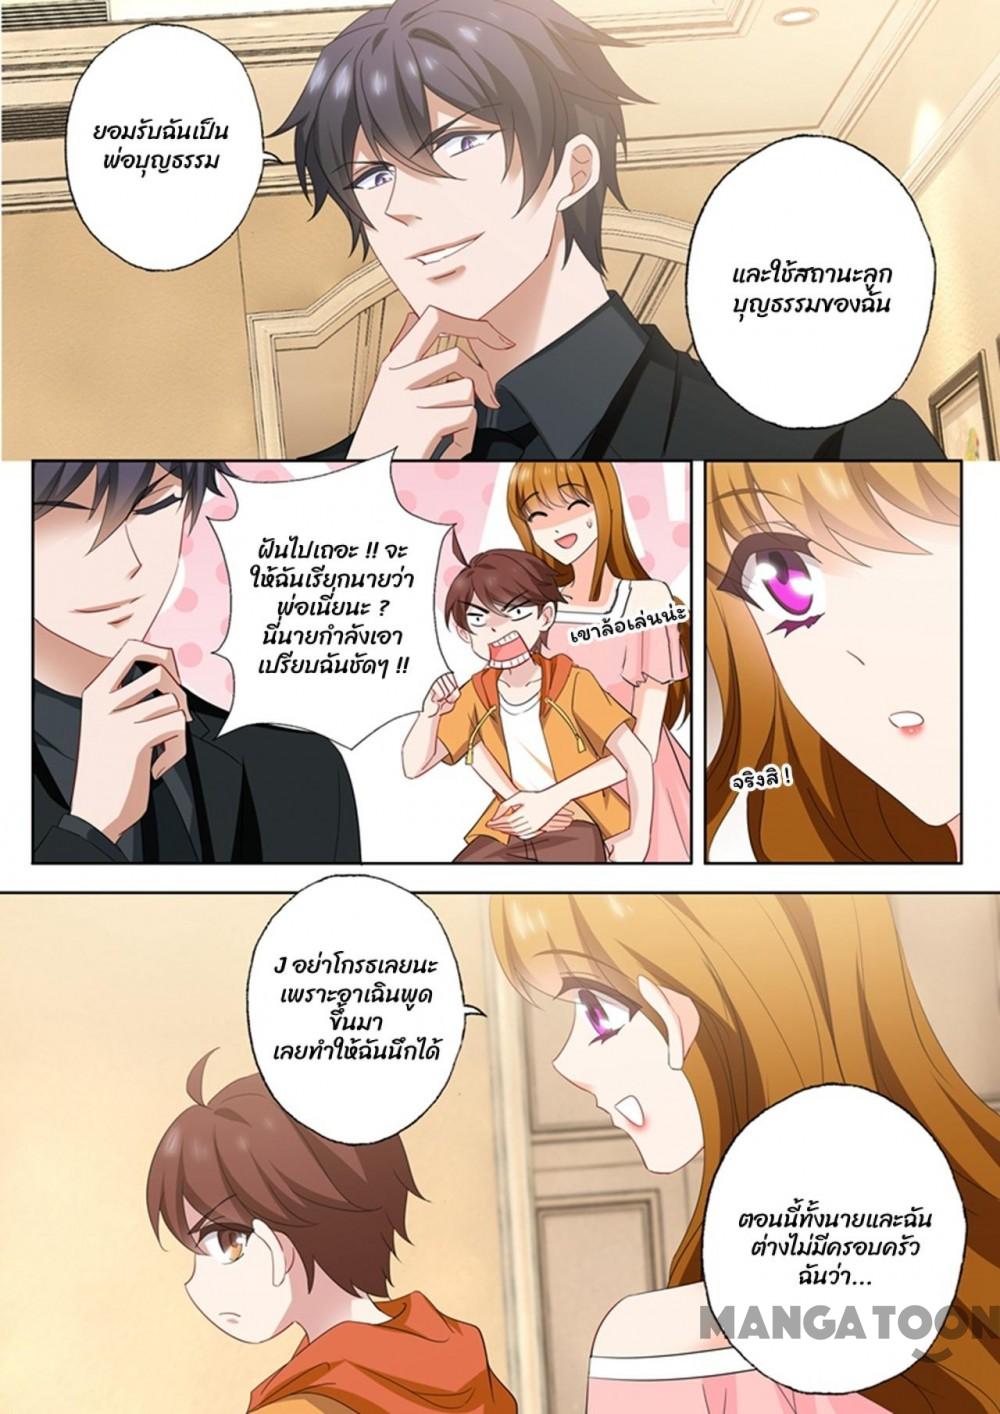 ยอมรับฉันเป็น
พ่อบุญธรรม
และใช้สถานะลูก
บุญธรรมของฉัน
ฝันไปเถอะ !! จะ
ให้ฉันเรียกนายว่า
พ่อเนี่ยนะ ?
นี่นายกำลังเอา
เปรียบฉันชัดๆ !!
เขาล้อเล่นน่ะ
จริงสิ !
J อย่าโกรธเลยนะ
เพราะอาเฉินพูด
ขึ้นมา
เลยทำให้ฉันนึกได้
ตอนนี้ทั้งนายและฉัน
ต่างไม่มีครอบครัว
ฉันว่า...
MANGATOON